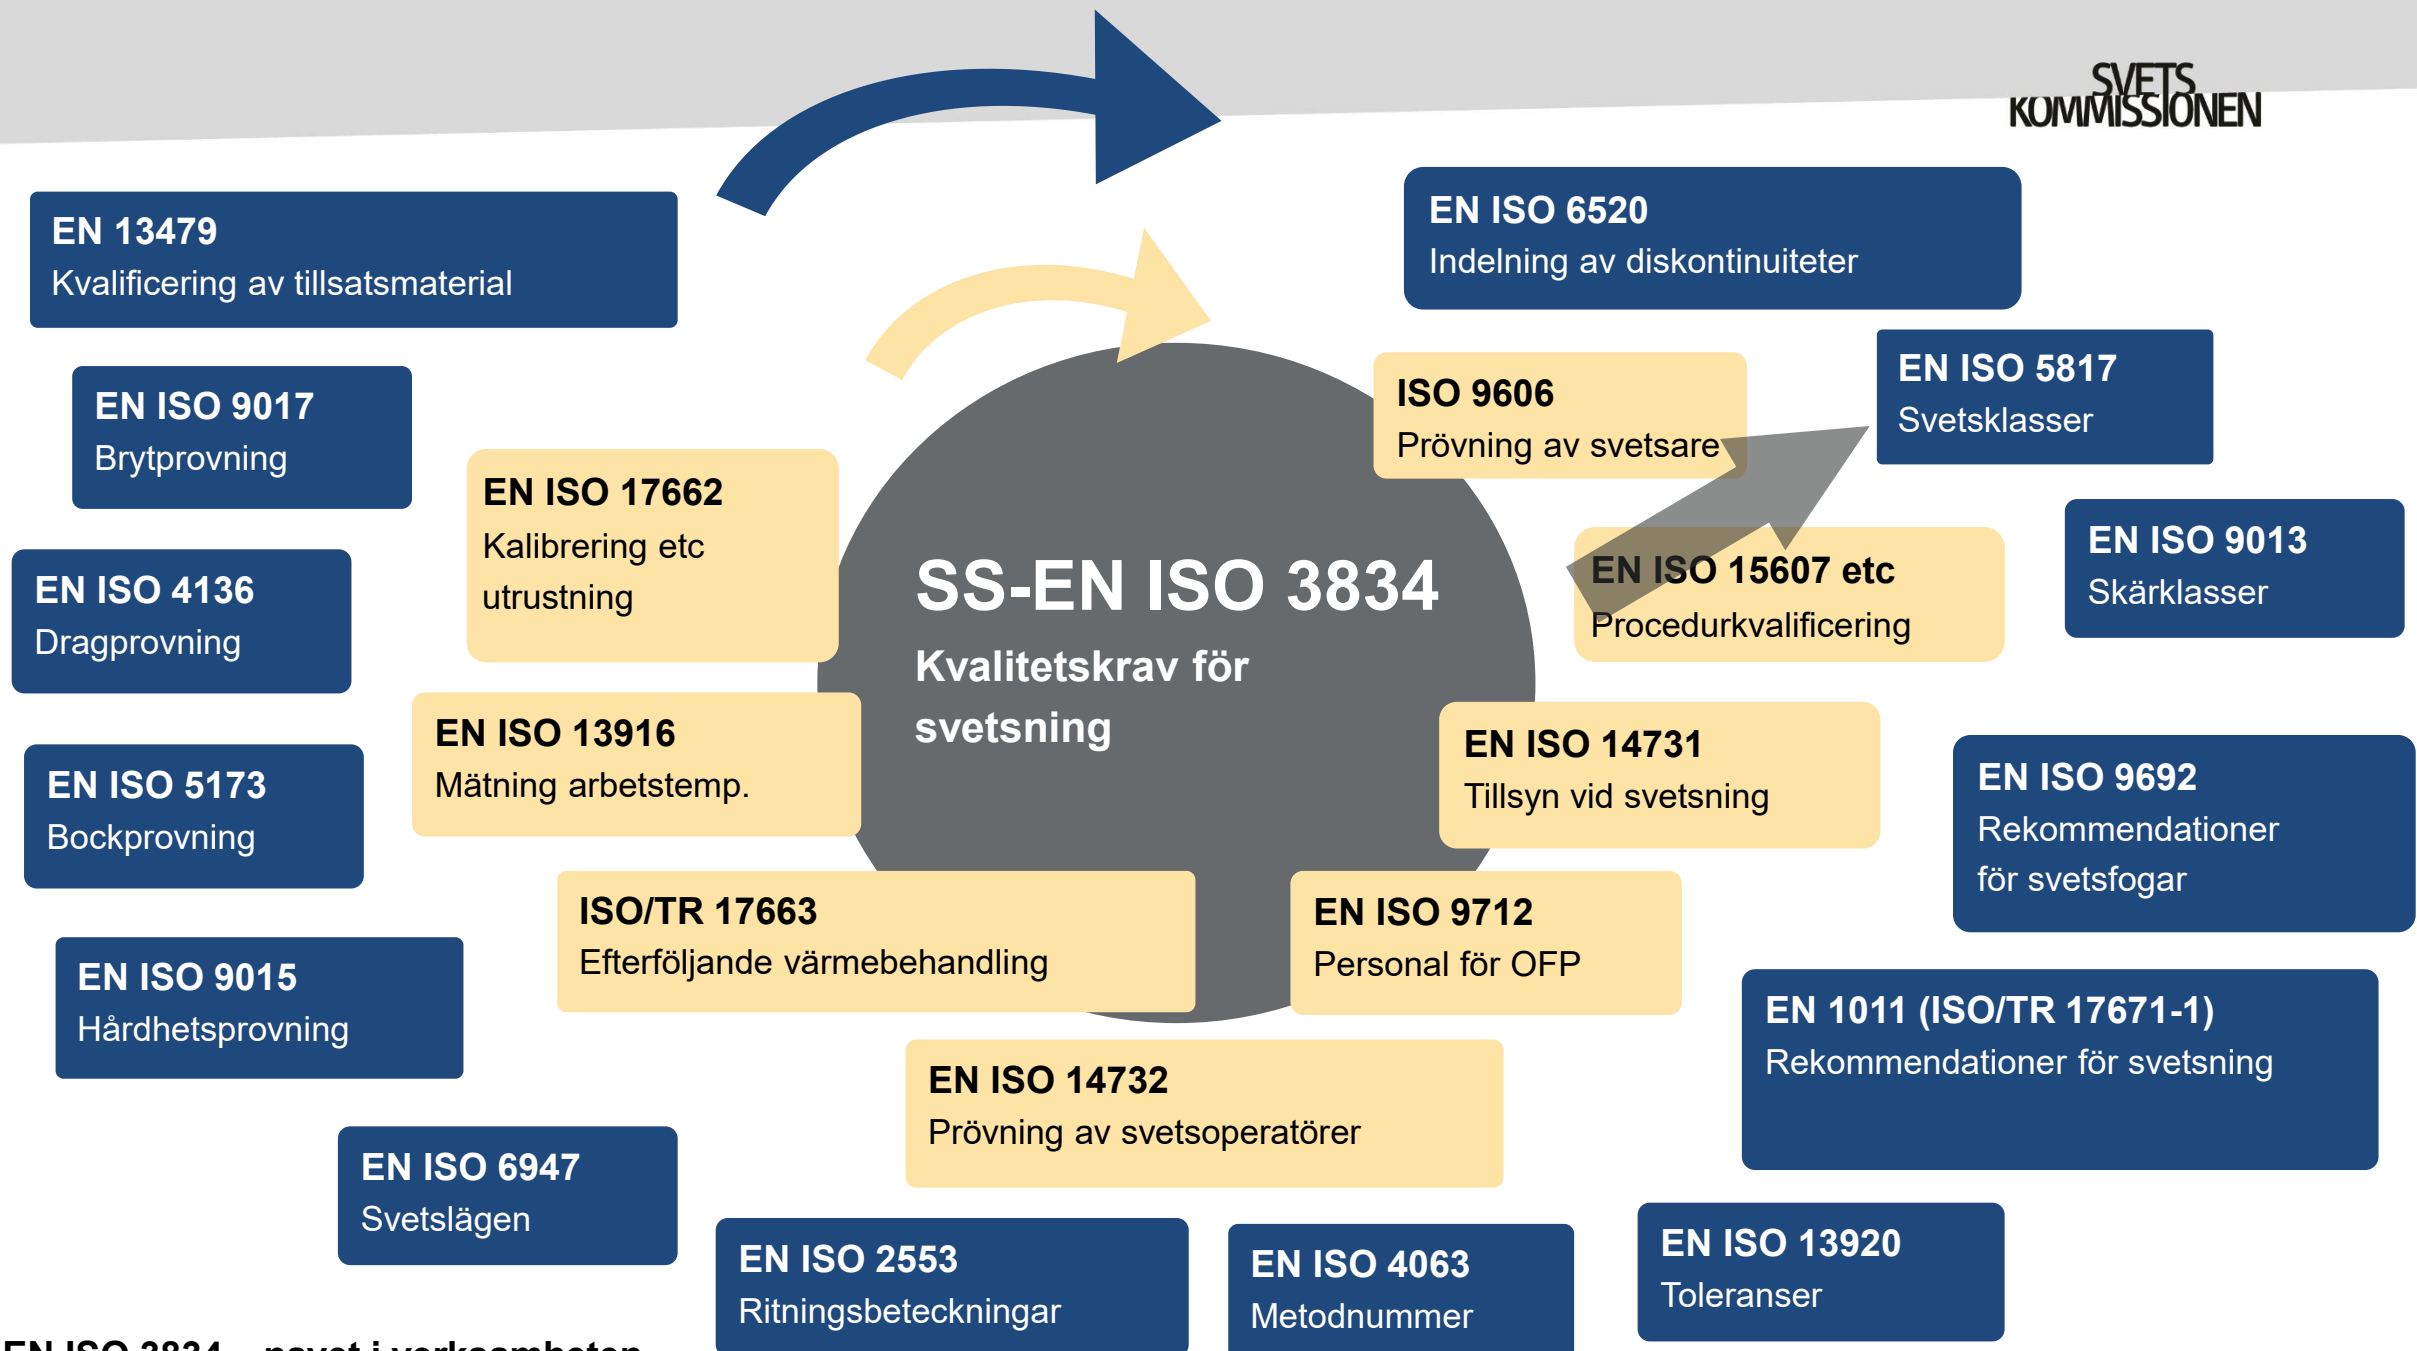 SVETS
KOMMISSIONEN
EN 13479
Kvalificering av tillsatsmaterial
EN ISO 6520
Indelning av diskontinuiteter
EN ISO 9017
Brytprovning
ISO 9606
Prövning av svetsare
EN ISO 5817
Svetsklasser
EN ISO 17662
Kalibrering etc
utrustning
EN ISO 9013
Skärklasser
EN ISO 4136
Dragprovning
SS-EN ISO 3834
Kvalitetskrav för
svetsning
EN ISO 15607 etc
Procedurkvalificering
EN ISO 13916
Mätning arbetstemp.
EN ISO 14731
Tillsyn vid svetsning
EN ISO 5173
Bockprovning
EN ISO 9692
Rekommendationer
för svetsfogar
ISO/TR 17663
Efterföljande värmebehandling
EN ISO 9712
Personal för OFP
EN ISO 9015
Hårdhetsprovning
EN 1011 (ISO/TR 17671-1)
Rekommendationer för svetsning
EN ISO 14732
Prövning av svetsoperatörer
EN ISO 6947
Svetslägen
EN ISO 2553
Ritningsbeteckningar
EN ISO 4063
Metodnummer
EN ISO 13920
Toleranser
EN ISO 3834 – navet i verksamheten